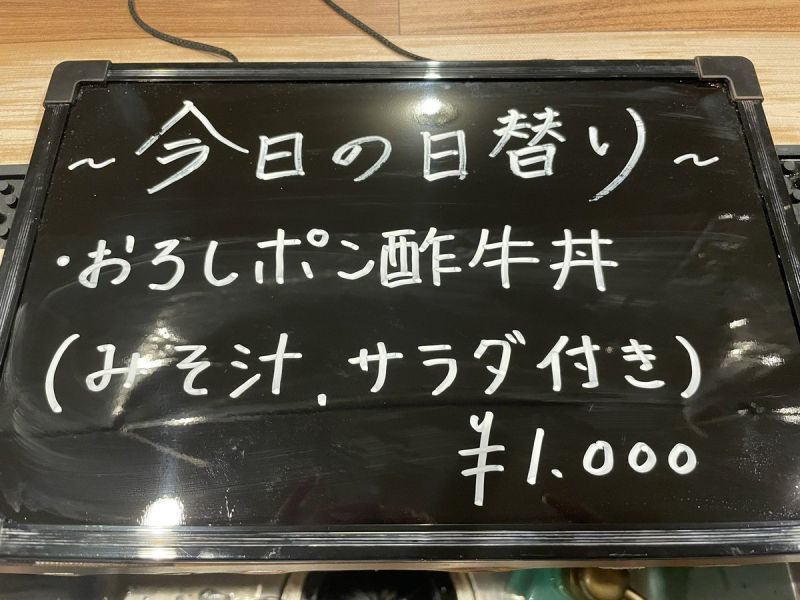 ~今日の日替り~
・おろしポン酢牛丼
(みそ汁,サラダ付き)
¥1.000